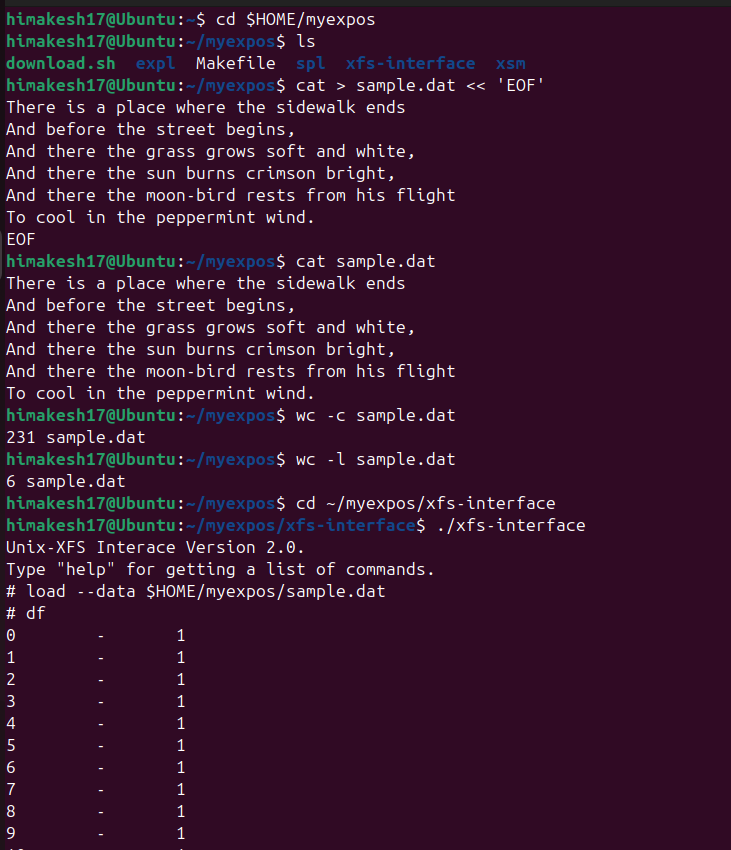 himakesh17@Ubuntu:~$ cd $HOME/myexpos
himakesh17@Ubuntu:~/myexpos$ ls
download.sh  expl  Makefile  spl  xfs-interface  xsm
himakesh17@Ubuntu:~/myexpos$ cat > sample.dat << 'EOF'
There is a place where the sidewalk ends
And before the street begins,
And there the grass grows soft and white,
And there the sun burns crimson bright,
And there the moon-bird rests from his flight
To cool in the peppermint wind.
EOF
himakesh17@Ubuntu:~/myexpos$ cat sample.dat
There is a place where the sidewalk ends
And before the street begins,
And there the grass grows soft and white,
And there the sun burns crimson bright,
And there the moon-bird rests from his flight
To cool in the peppermint wind.
himakesh17@Ubuntu:~/myexpos$ wc -c sample.dat
231 sample.dat
himakesh17@Ubuntu:~/myexpos$ wc -l sample.dat
6 sample.dat
himakesh17@Ubuntu:~/myexpos$ cd ~/myexpos/xfs-interface
himakesh17@Ubuntu:~/myexpos/xfs-interface$ ./xfs-interface
Unix-XFS Interace Version 2.0.
Type "help" for getting a list of commands.
# load --data $HOME/myexpos/sample.dat
# df
0        -       1
1        -       1
2        -       1
3        -       1
4        -       1
5        -       1
6        -       1
7        -       1
8        -       1
9        -       1